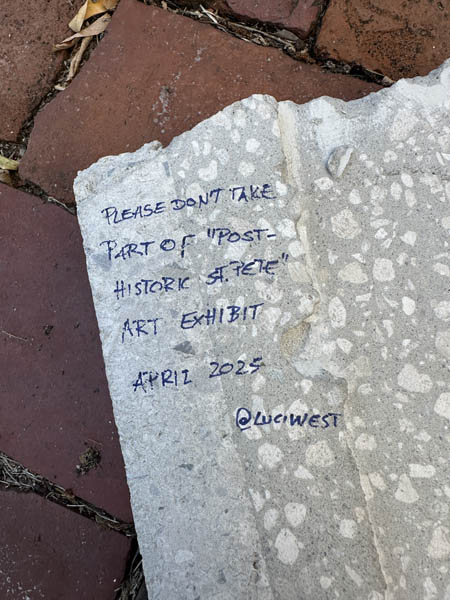 PLEASE DON'T TAKE
PART OF "POST-
HISTORIC ST. PETE"
ART EXHIBIT
APRIL 2025
@LUCIWEST